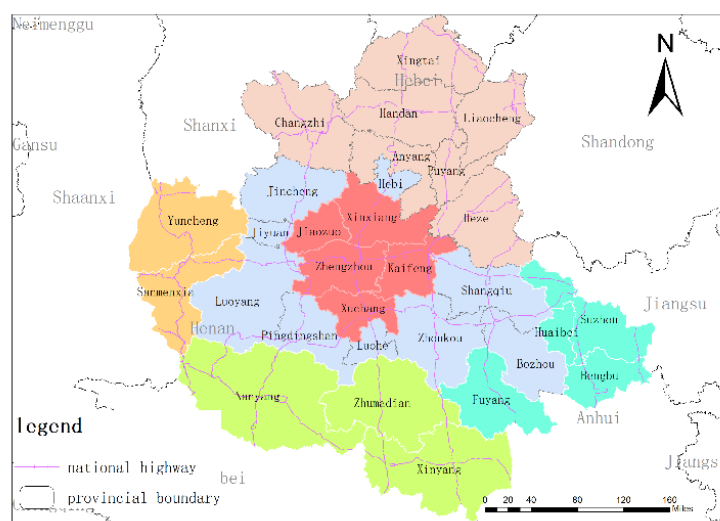 Neimenggu
N
Xingtai
Hebei
Handan
Liaocheng
Changzhi
Shanxi
Shandong
Gansu
Anyang
Puyang
Hebi
Jincheng
Shaanxi
Yuncheng
Xinxiang
Heze
Jiyuan
Jiaozuo
Zhengzhou
Kaifeng
Sanmenxia
Shangqiu
Luoyang
Xuchang
Jiangsu
Suzhou
Henan
Huaibei
Pingdingshan
Zhoukou
Luohe
Bozhou
Bengbu
Nanyang
Zhumadian
Fuyang
Anhui
legend
Xinyang
Jiangs
national highway
bei
provincial boundary
0 20 40 80 120 160
Miles